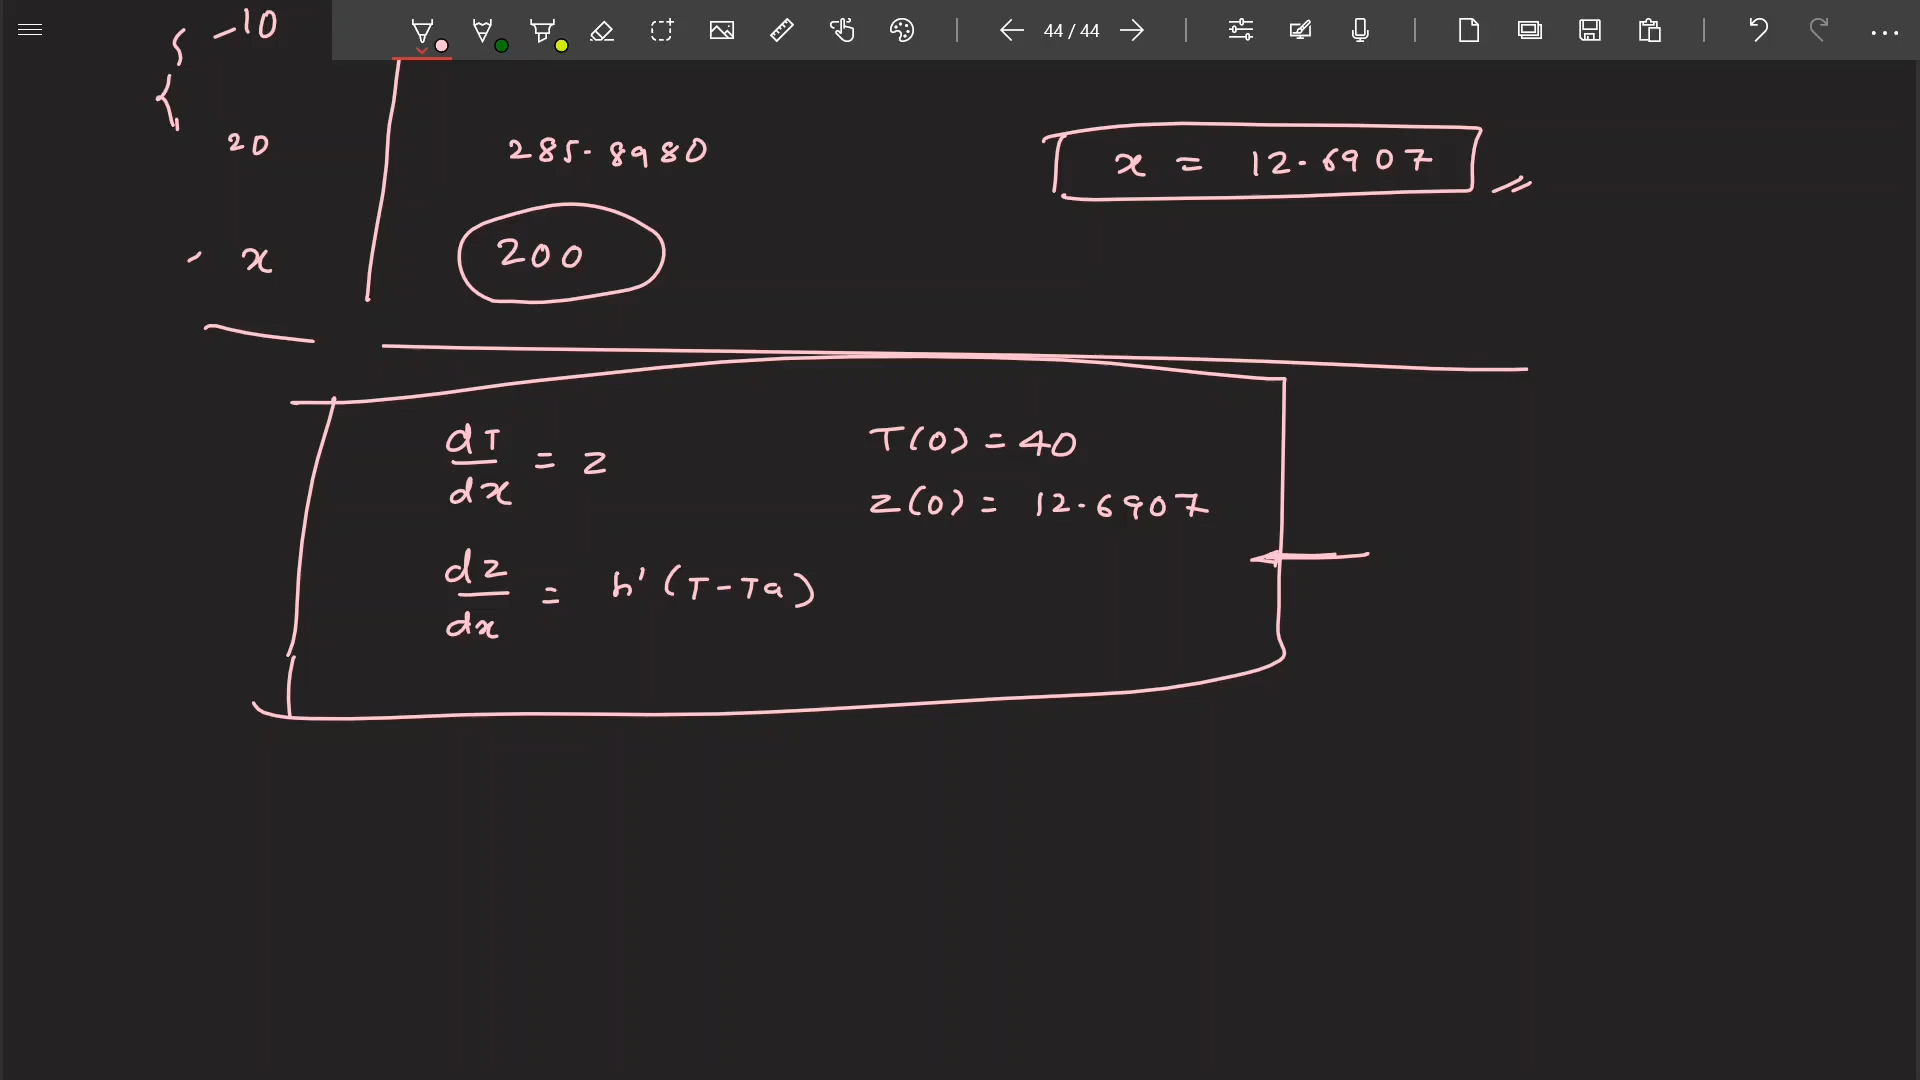 -10
44 / 44
20 285.8980
x = 12.6907
x 200
dT/dx = z T(0) = 40
z(0) = 12.6907
dz/dx = h'(T-Ta)